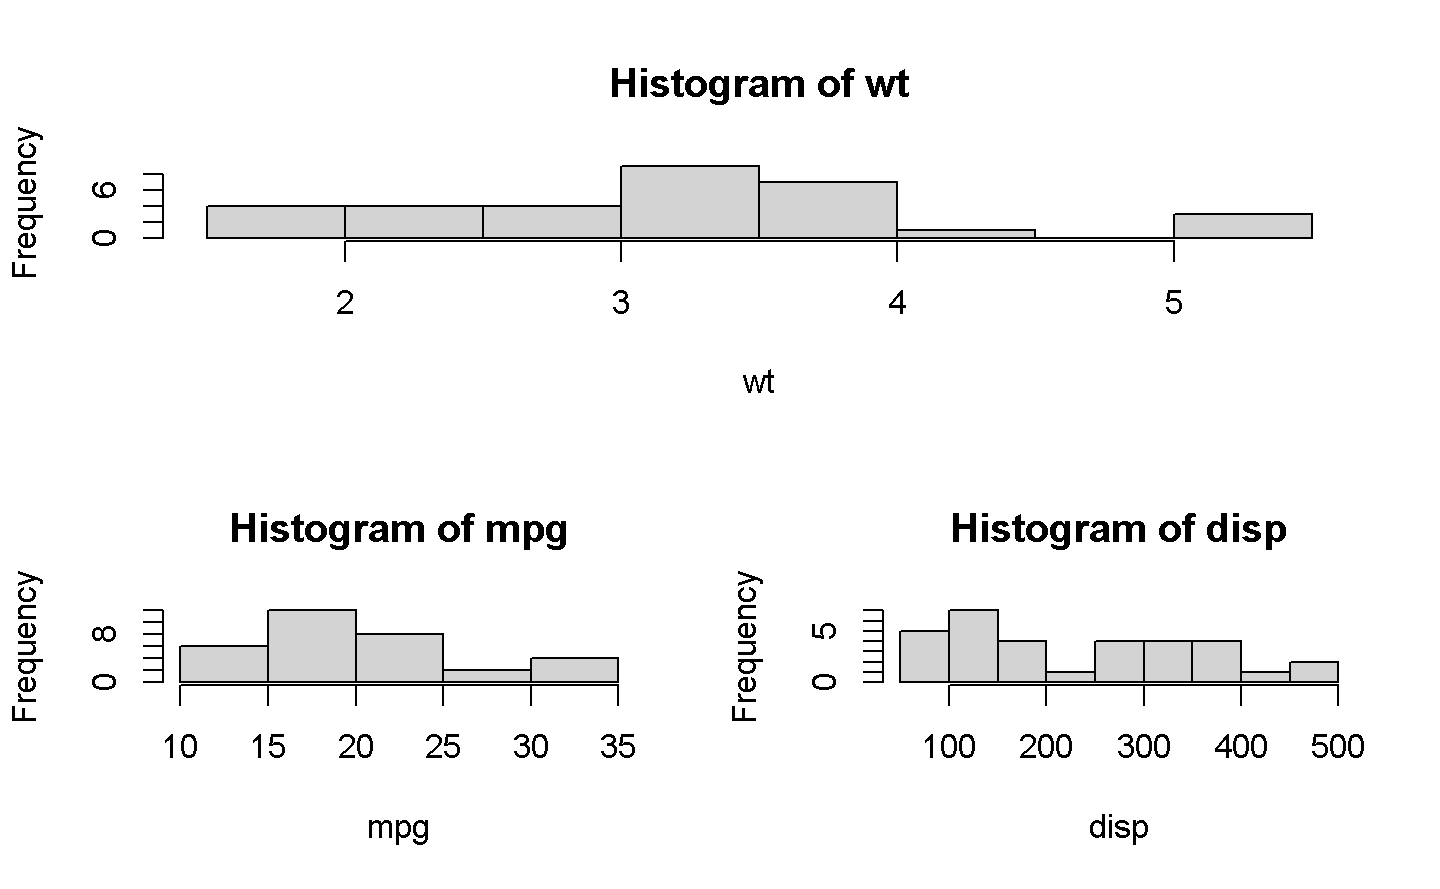 Histogram of wt
Frequency
0 6
2 3 4 5
wt
Histogram of mpg
Frequency
0 8
10 15 20 25 30 35
mpg
Histogram of disp
Frequency
0 5
100 200 300 400 500
disp